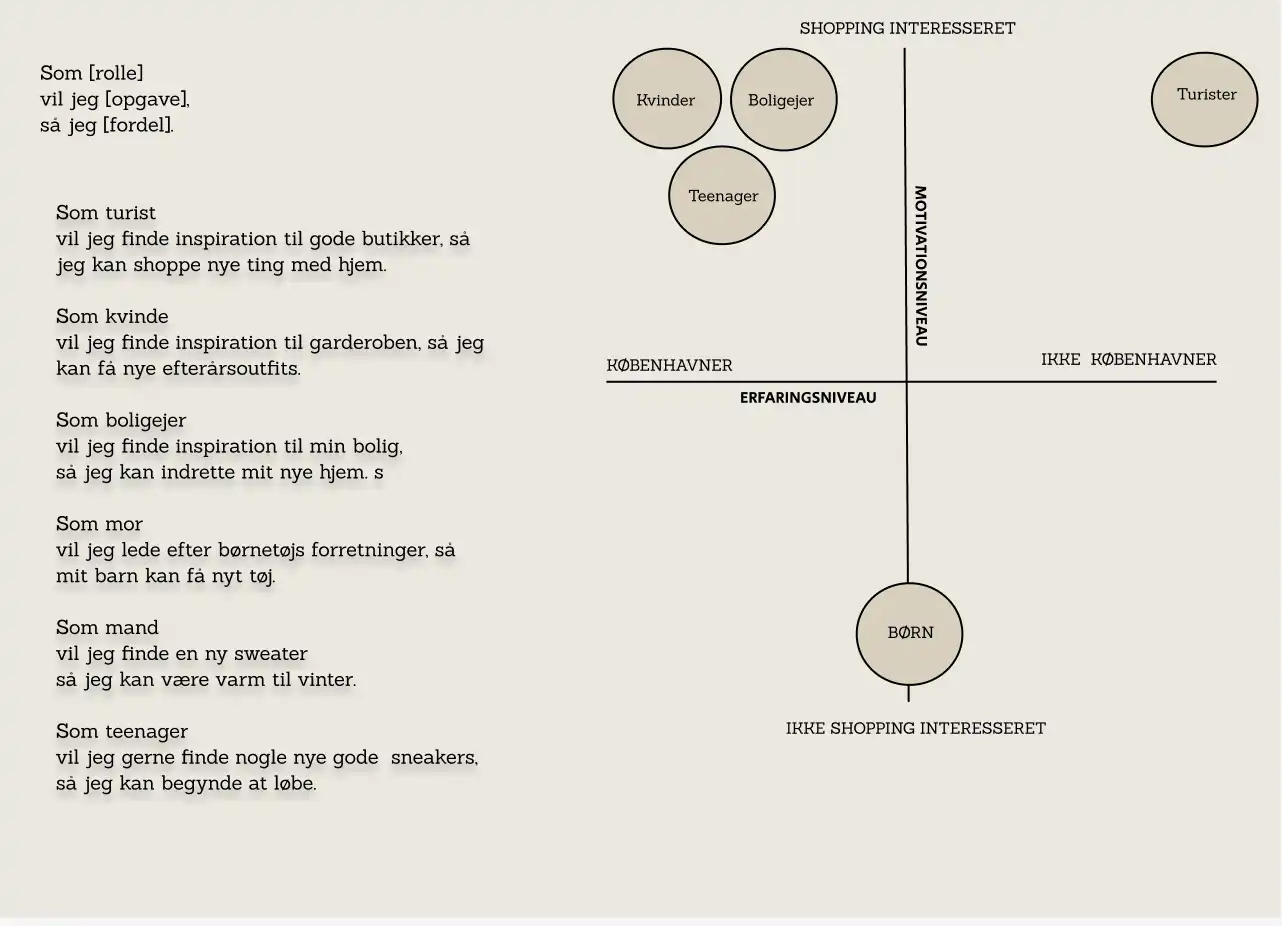 Som [rolle]
vil jeg [opgave],
så jeg [fordel].
Som turist
vil jeg finde inspiration til gode butikker, så
jeg kan shoppe nye ting med hjem.
Som kvinde
vil jeg finde inspiration til garderoben, så jeg
kan få nye efterårsoutfits.
Som boligejer
vil jeg finde inspiration til min bolig,
så jeg kan indrette mit nye hjem. s
Som mor
vil jeg lede efter børnetøjs forretninger, så
mit barn kan få nyt tøj.
Som mand
vil jeg finde en ny sweater
så jeg kan være varm til vinter.
Som teenager
vil jeg gerne finde nogle nye gode  sneakers,
så jeg kan begynde at løbe.
SHOPPING INTERESSERET
Kvinder
Boligejer
Turister
Teenager
MOTIVATIONSNIVEAU
KØBENHAVNER
IKKE  KØBENHAVNER
ERFARINGSNIVEAU
BØRN
IKKE SHOPPING INTERESSERET